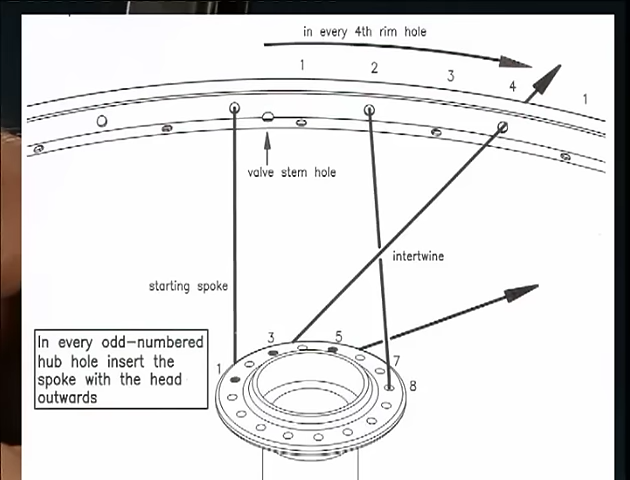 in every 4th rim hole
1
2
3
4
1
valve stem hole
intertwine
starting spoke
In every odd-numbered
hub hole insert the
spoke with the head
outwards
1
3
5
7
8